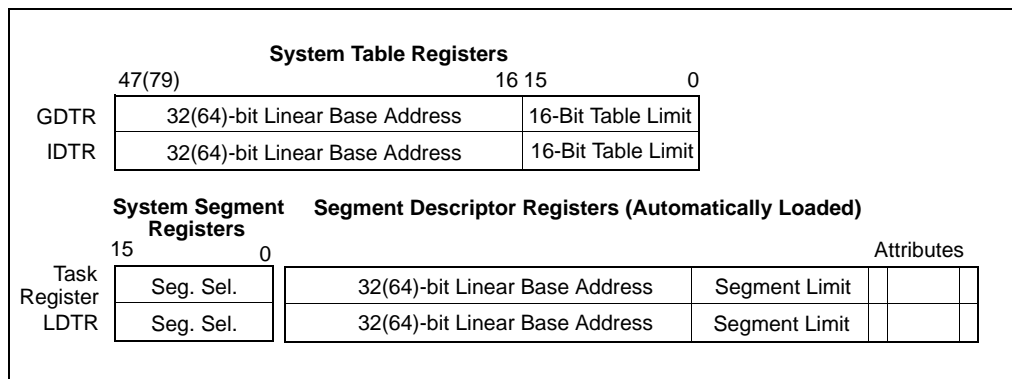 System Table Registers
47(79) 16 15 0
GDTR 32(64)-bit Linear Base Address 16-Bit Table Limit
IDTR 32(64)-bit Linear Base Address 16-Bit Table Limit
System Segment Registers
Segment Descriptor Registers (Automatically Loaded)
15 0
Attributes
Task Register Seg. Sel. 32(64)-bit Linear Base Address Segment Limit
LDTR Seg. Sel. 32(64)-bit Linear Base Address Segment Limit